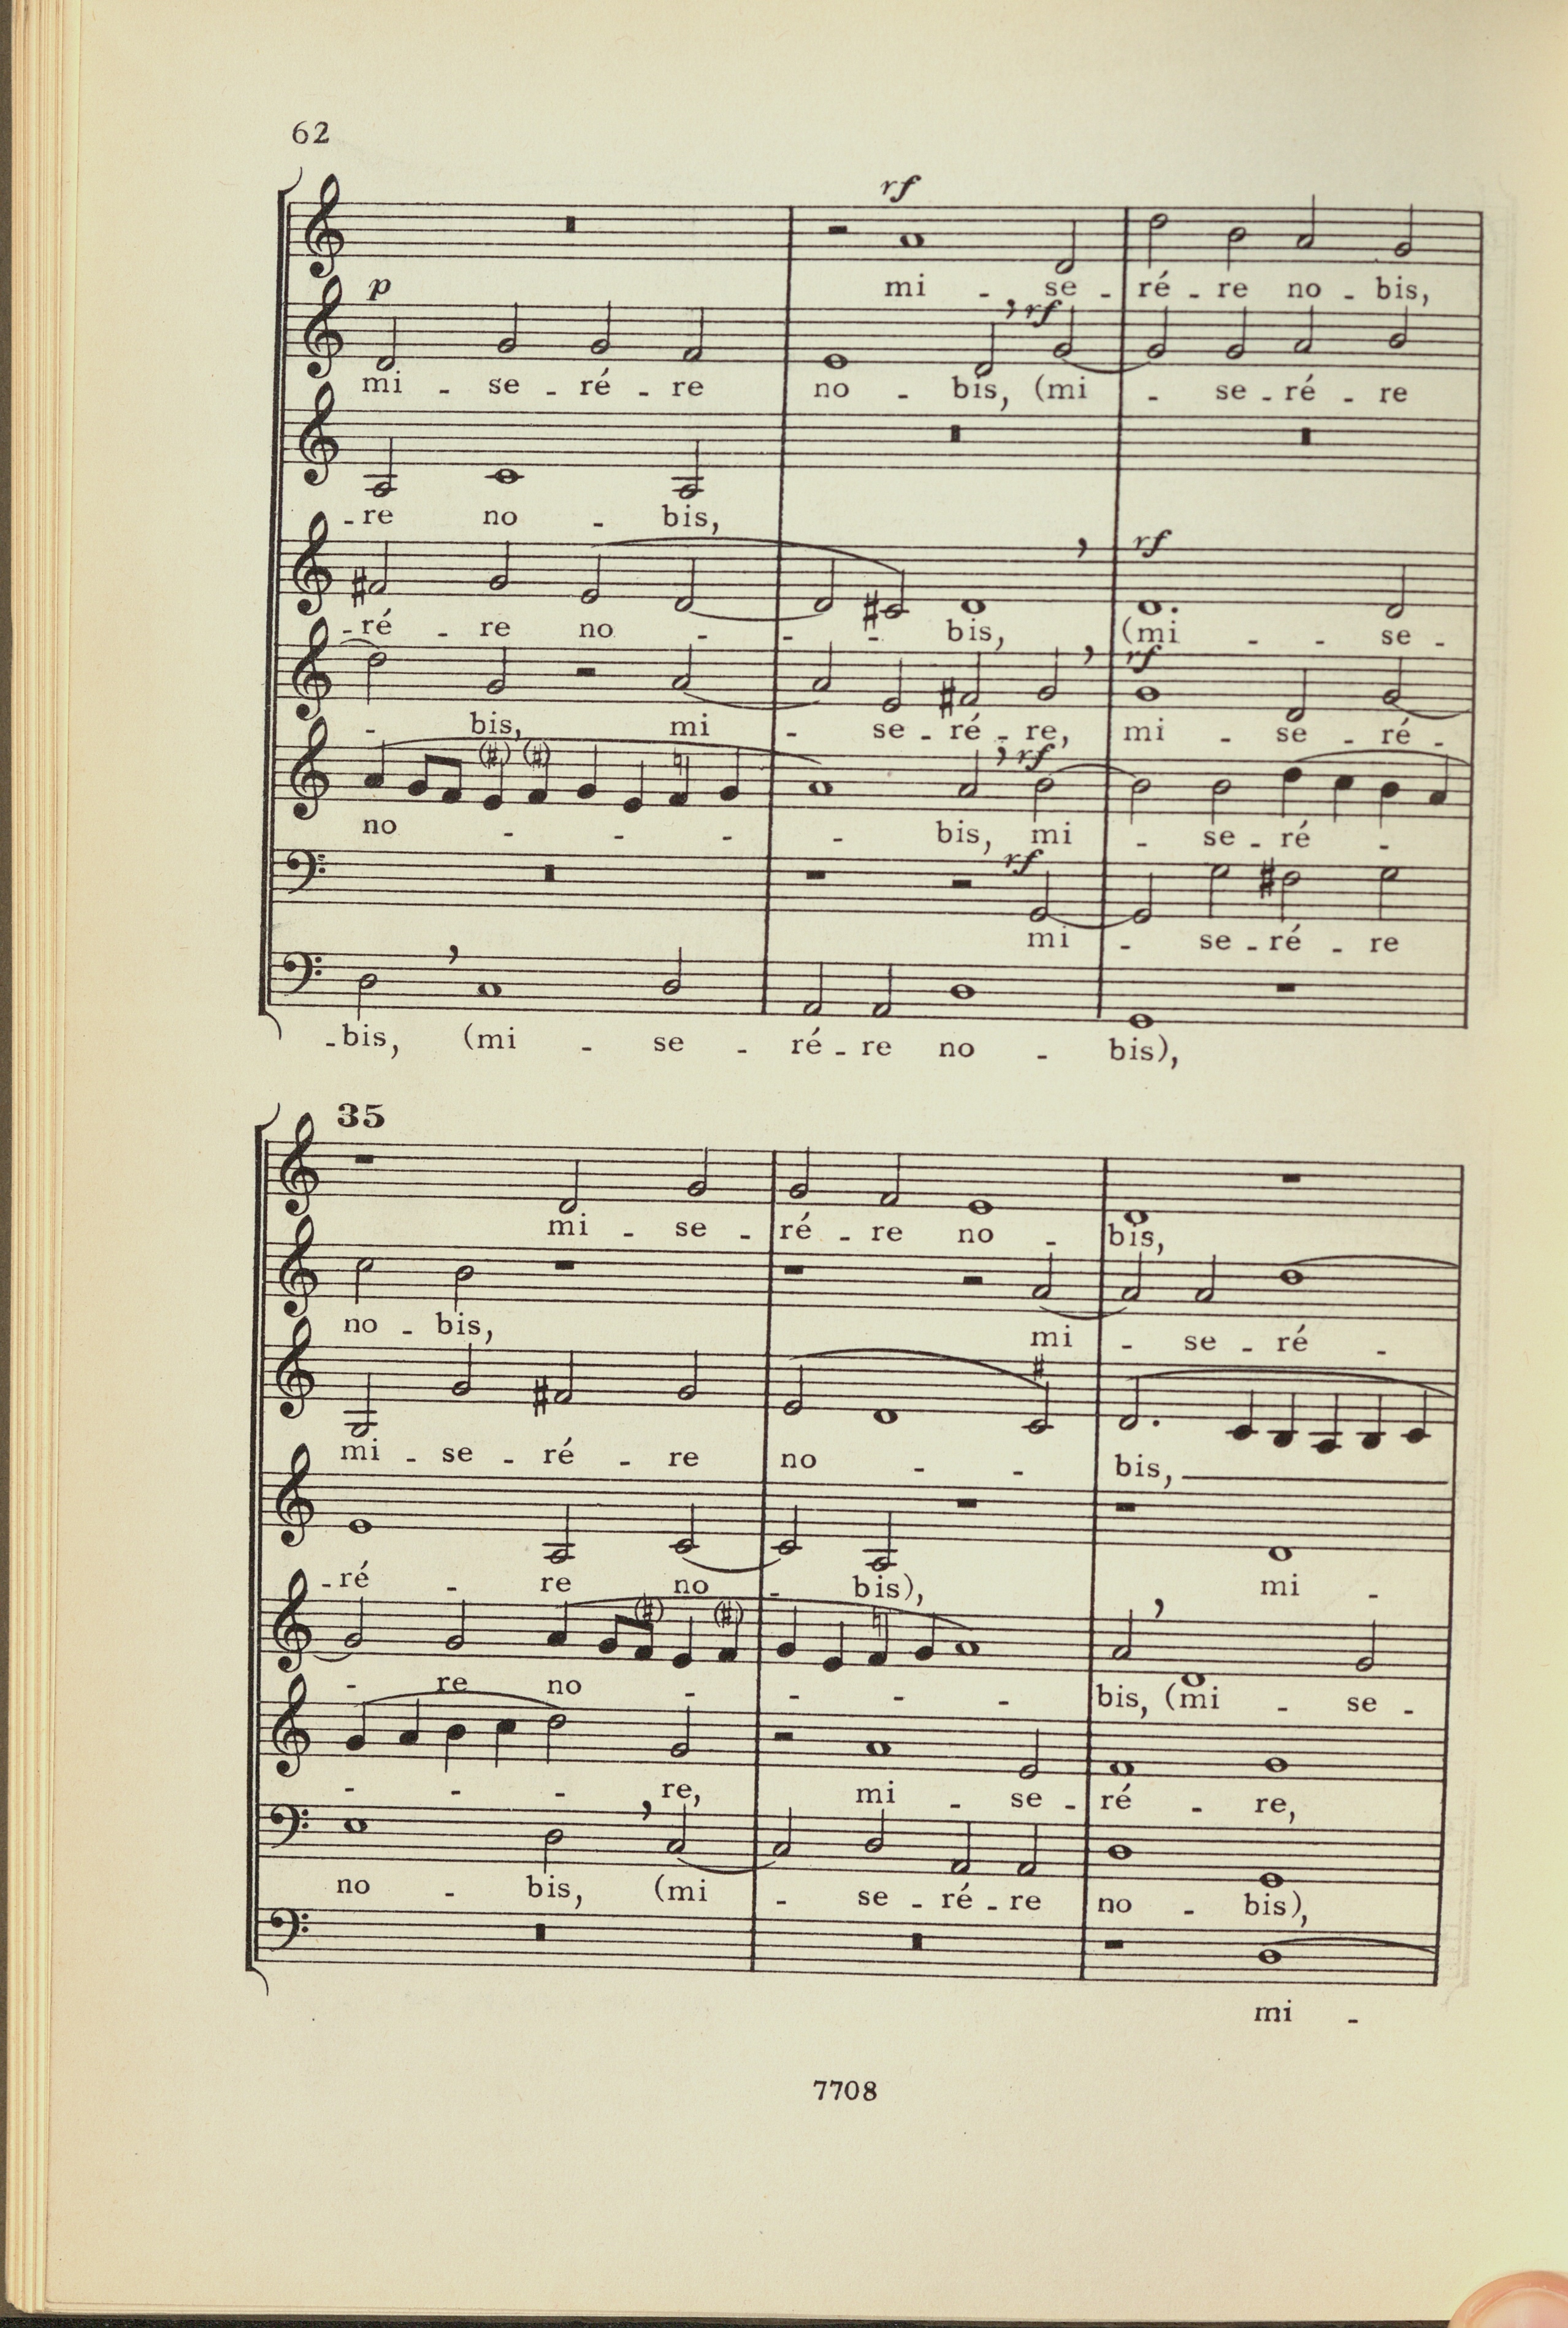 62
rf
mi - se - ré - re no - bis,
p
rf
mi - se - ré - re no - bis, (mi - se - ré - re
- re no - bis,
rf
- ré - re no - - - bis, (mi - - se -
rf
- bis, mi - se - ré - re, mi - se - ré -
(#) (#) ♮ rf
no - - - - bis, mi - se - ré -
rf
mi - se - ré - re
- bis, (mi - se - ré - re no - bis),
35
mi - se - ré - re no - bis,
no - bis, mi - se - ré -
mi - se - ré - re no - - bis,
- ré - re no - bis), mi -
- re no - - - - bis, (mi - se -
- - - re, mi - se - ré - re,
no - bis, (mi - se - ré - re no - bis),
mi -
7708